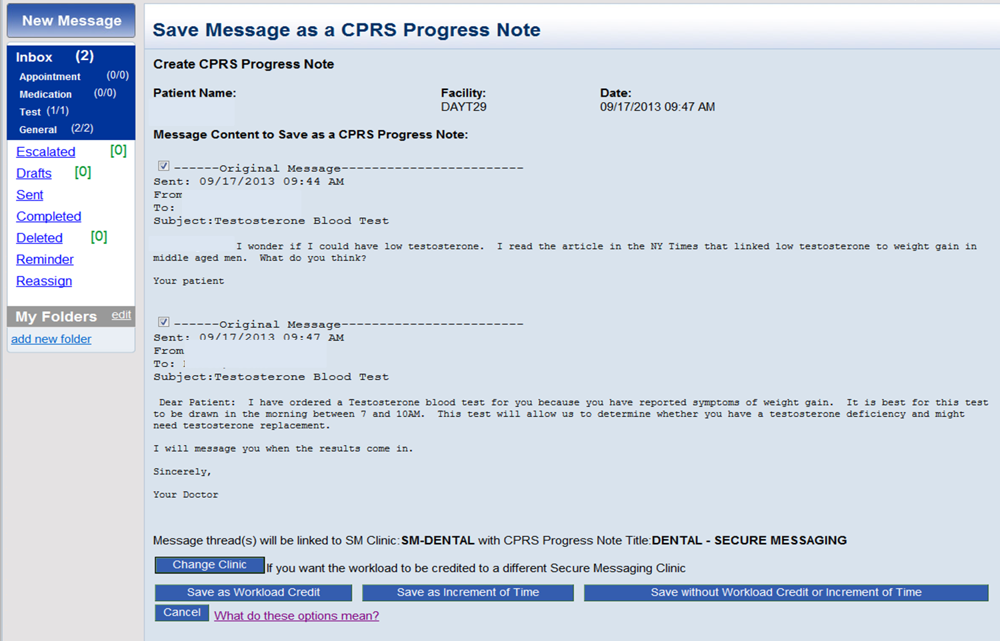 New Message
Inbox (2)
Appointment (0/0)
Medication (0/0)
Test (1/1)
General (2/2)
Escalated [0]
Drafts [0]
Sent
Completed
Deleted [0]
Reminder
Reassign
My Folders edit
add new folder
Save Message as a CPRS Progress Note
Create CPRS Progress Note
Patient Name: Facility: Date:
DAYT29 09/17/2013 09:47 AM
Message Content to Save as a CPRS Progress Note:
------Original Message------------------------
Sent: 09/17/2013 09:44 AM
From
To:
Subject:Testosterone Blood Test
I wonder if I could have low testosterone. I read the article in the NY Times that linked low testosterone to weight gain in
middle aged men. What do you think?
Your patient
------Original Message------------------------
Sent: 09/17/2013 09:47 AM
From
To:
Subject:Testosterone Blood Test
Dear Patient: I have ordered a Testosterone blood test for you because you have reported symptoms of weight gain. It is best for this test
to be drawn in the morning between 7 and 10AM. This test will allow us to determine whether you have a testosterone deficiency and might
need testosterone replacement.
I will message you when the results come in.
Sincerely,
Your Doctor
Message thread(s) will be linked to SM Clinic:SM-DENTAL with CPRS Progress Note Title:DENTAL - SECURE MESSAGING
Change Clinic If you want the workload to be credited to a different Secure Messaging Clinic
Save as Workload Credit Save as Increment of Time Save without Workload Credit or Increment of Time
Cancel What do these options mean?